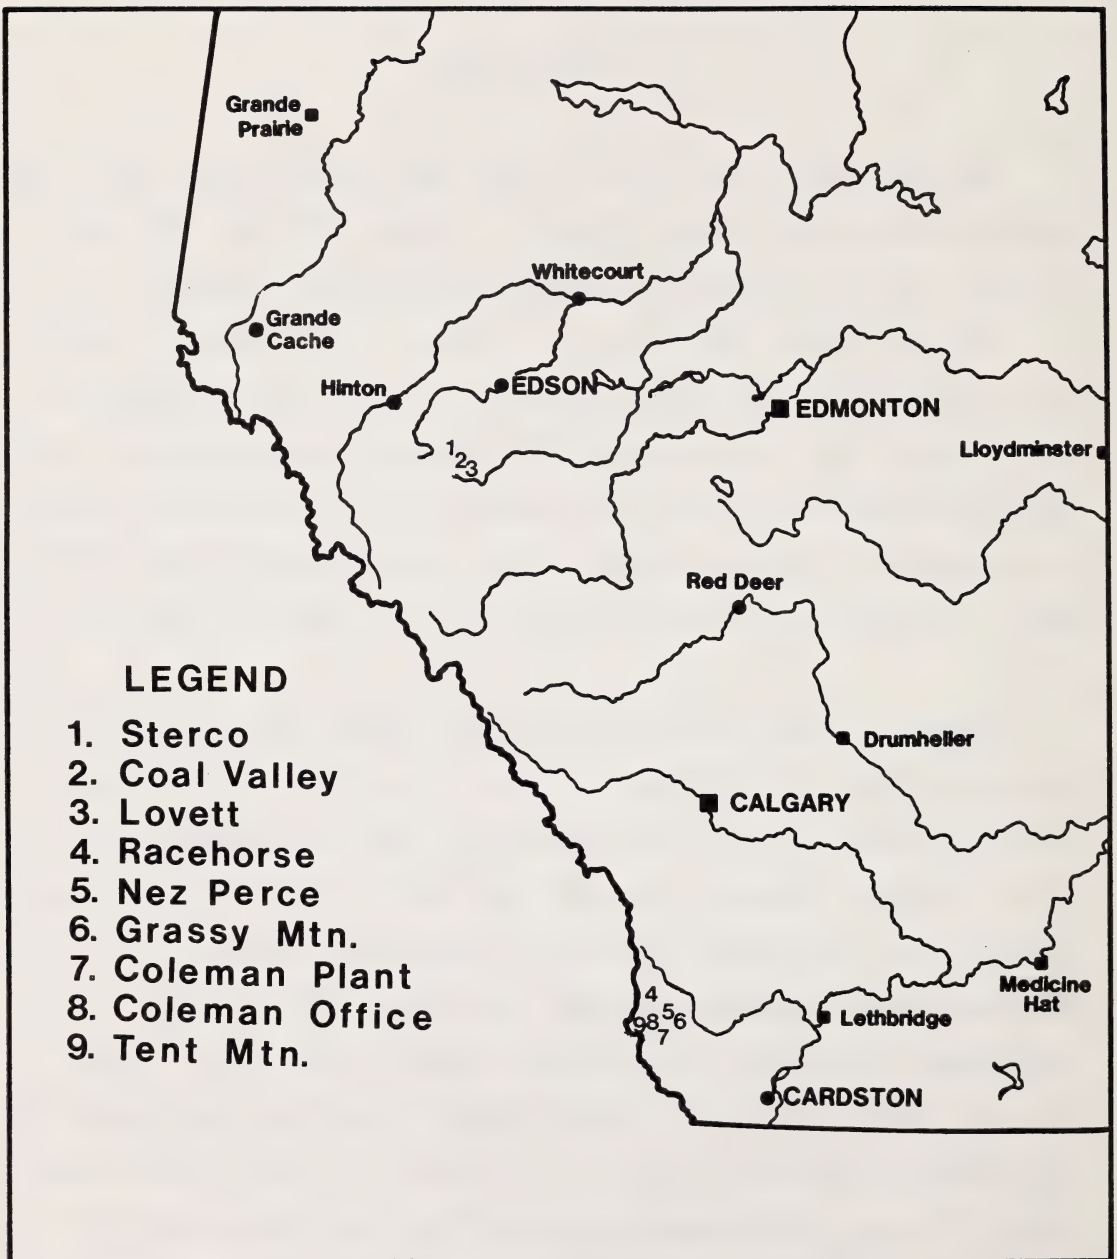 Grande
Prairie
Whitecourt
Grande
Cache
Hinton
EDSON
EDMONTON
Lloydminster
1
2
3
Red Deer
LEGEND
1. Sterco
2. Coal Valley
3. Lovett
4. Racehorse
5. Nez Perce
6. Grassy Mtn.
7. Coleman Plant
8. Coleman Office
9. Tent Mtn.
Drumheller
CALGARY
Medicine
Hat
4
5
6
9
8
7
Lethbridge
CARDSTON